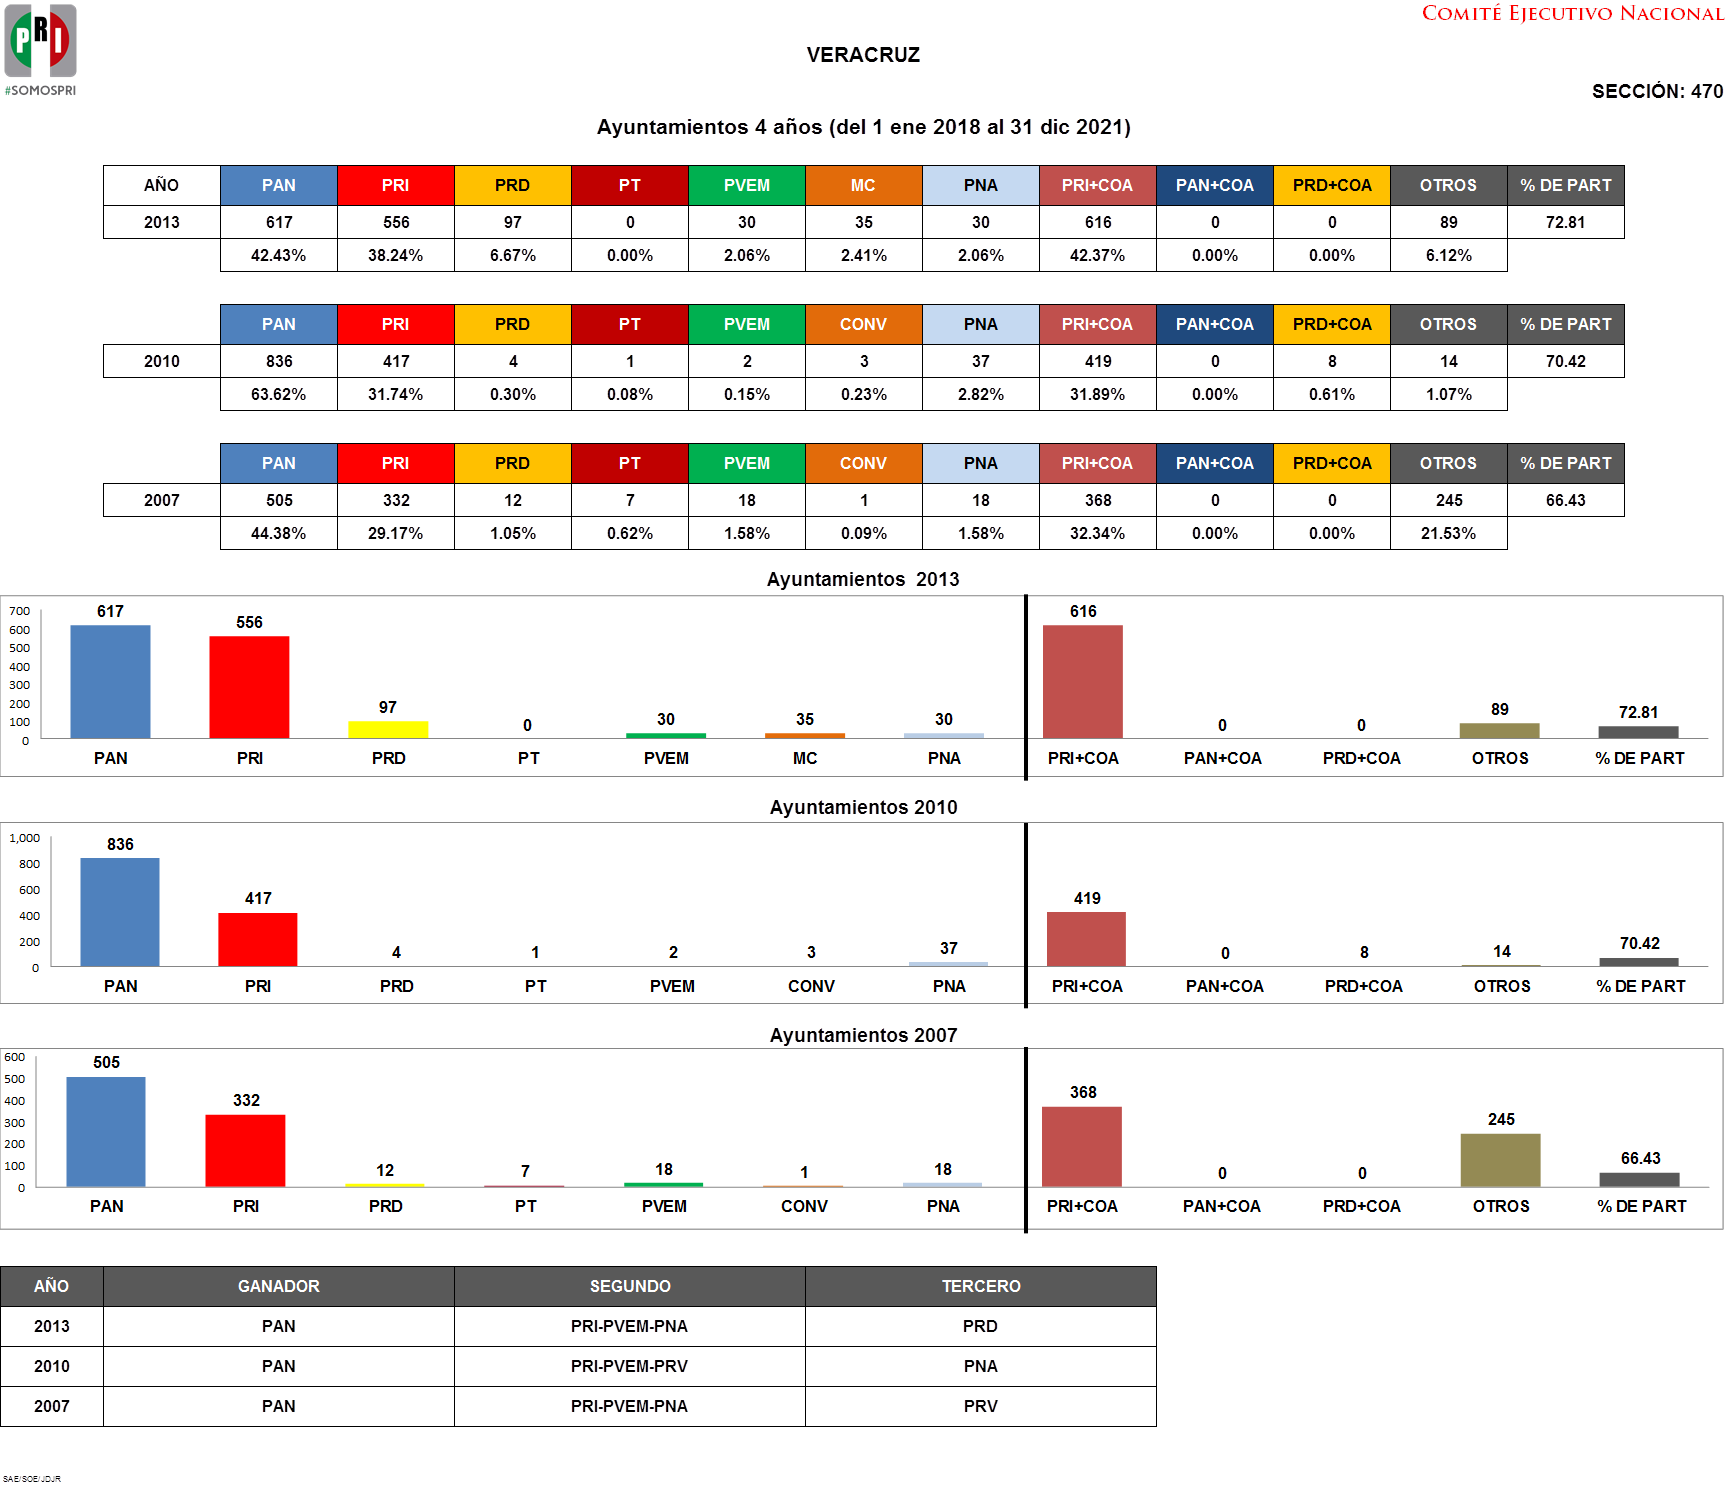 PRI
#SOMOSPRI
COMITÉ EJECUTIVO NACIONAL
VERACRUZ
SECCIÓN: 470
Ayuntamientos 4 años (del 1 ene 2018 al 31 dic 2021)
AÑO PAN PRI PRD PT PVEM MC PNA PRI+COA PAN+COA PRD+COA OTROS % DE PART
2013 617 556 97 0 30 35 30 616 0 0 89 72.81
42.43% 38.24% 6.67% 0.00% 2.06% 2.41% 2.06% 42.37% 0.00% 0.00% 6.12%
PAN PRI PRD PT PVEM CONV PNA PRI+COA PAN+COA PRD+COA OTROS % DE PART
2010 836 417 4 1 2 3 37 419 0 8 14 70.42
63.62% 31.74% 0.30% 0.08% 0.15% 0.23% 2.82% 31.89% 0.00% 0.61% 1.07%
PAN PRI PRD PT PVEM CONV PNA PRI+COA PAN+COA PRD+COA OTROS % DE PART
2007 505 332 12 7 18 1 18 368 0 0 245 66.43
44.38% 29.17% 1.05% 0.62% 1.58% 0.09% 1.58% 32.34% 0.00% 0.00% 21.53%
Ayuntamientos 2013
700
600
500
400
300
200
100
0
617 556 97 0 30 35 30 616 0 0 89 72.81
PAN PRI PRD PT PVEM MC PNA PRI+COA PAN+COA PRD+COA OTROS % DE PART
Ayuntamientos 2010
1,000
800
600
400
200
0
836 417 4 1 2 3 37 419 0 8 14 70.42
PAN PRI PRD PT PVEM CONV PNA PRI+COA PAN+COA PRD+COA OTROS % DE PART
Ayuntamientos 2007
600
500
400
300
200
100
0
505 332 12 7 18 1 18 368 0 0 245 66.43
PAN PRI PRD PT PVEM CONV PNA PRI+COA PAN+COA PRD+COA OTROS % DE PART
AÑO GANADOR SEGUNDO TERCERO
2013 PAN PRI-PVEM-PNA PRD
2010 PAN PRI-PVEM-PRV PNA
2007 PAN PRI-PVEM-PNA PRV
SAE/SOE/JDJR